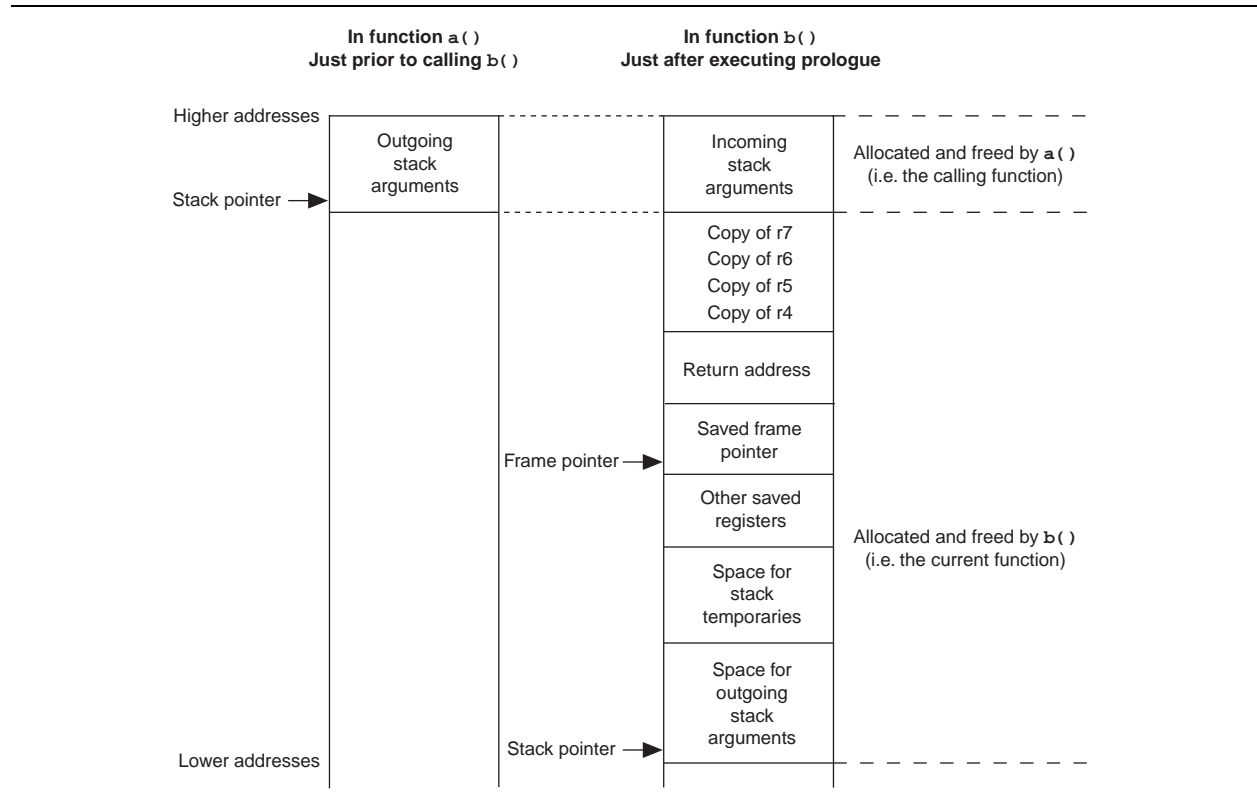 In function a()
Just prior to calling b()
In function b()
Just after executing prologue
Higher addresses
Outgoing
stack
arguments
Incoming
stack
arguments
Allocated and freed by a()
(i.e. the calling function)
Stack pointer
Copy of r7
Copy of r6
Copy of r5
Copy of r4
Return address
Saved frame
pointer
Frame pointer
Other saved
registers
Allocated and freed by b()
(i.e. the current function)
Space for
stack
temporaries
Space for
outgoing
stack
arguments
Stack pointer
Lower addresses